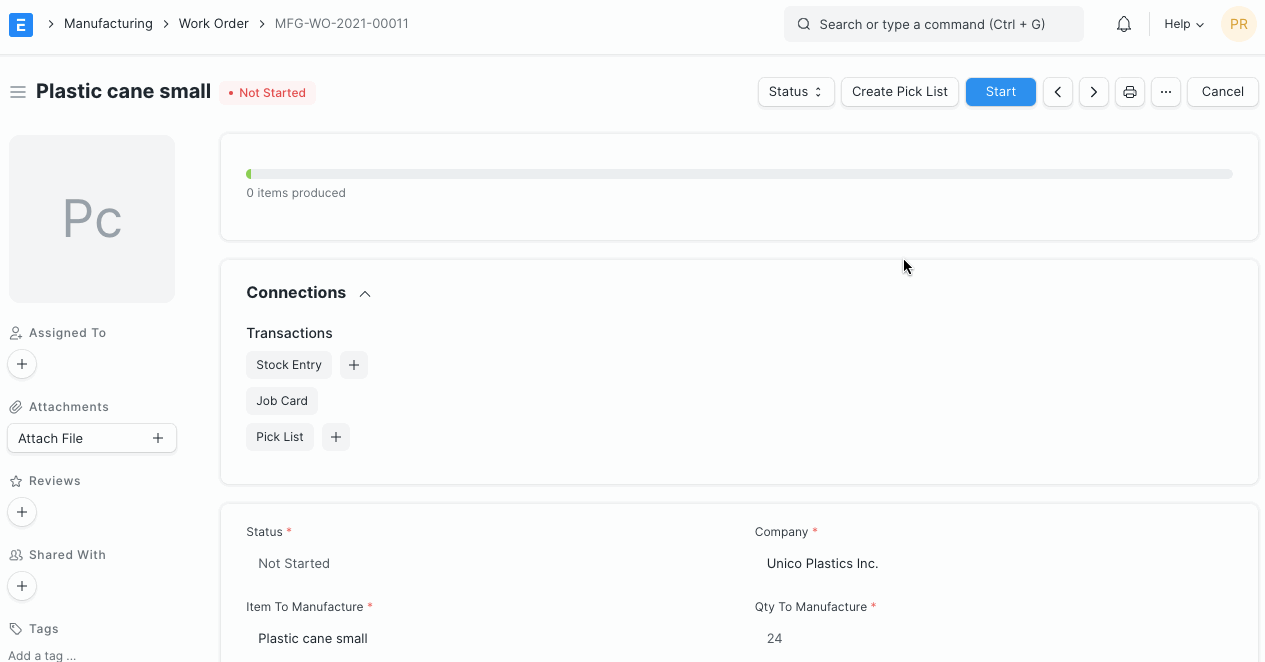 E Manufacturing Work Order MFG-WO-2021-00011 Search or type a command (Ctrl + G) Help PR
Plastic cane small • Not Started Status Create Pick List Start ... Cancel
Pc
0 items produced
Connections
Transactions
Stock Entry +
Job Card
Pick List +
Assigned To
+
Attachments
Attach File +
Reviews
+
Shared With
+
Tags
Add a tag ...
Status * Company *
Not Started Unico Plastics Inc.
Item To Manufacture * Qty To Manufacture *
Plastic cane small 24